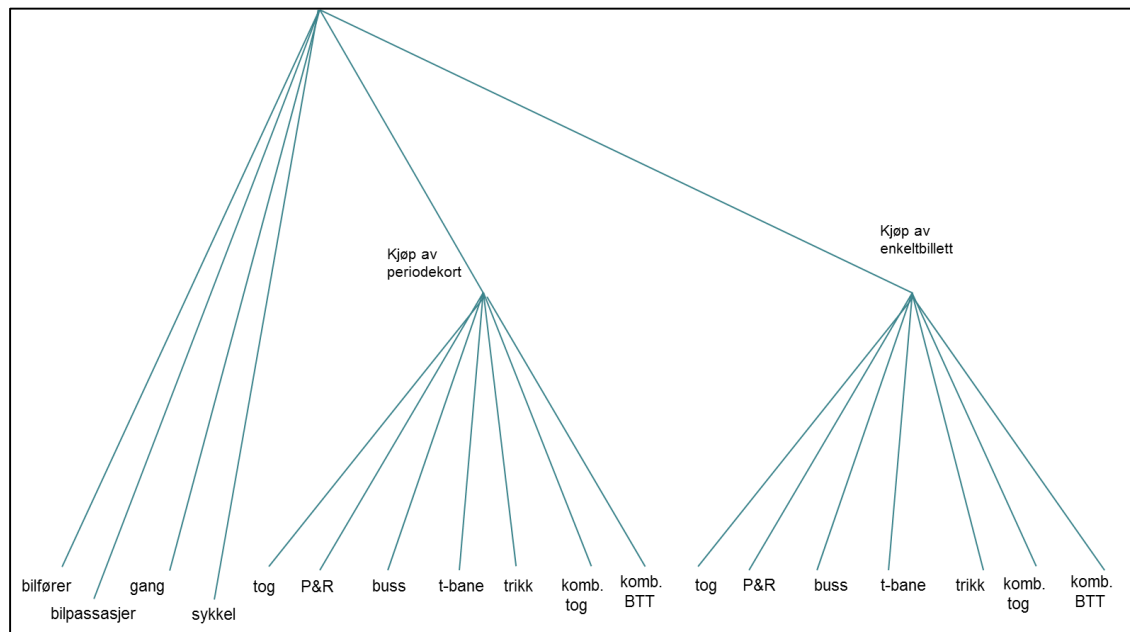 Kjøp av
enkeltbillett
Kjøp av
periodekort
bilfører
bilpassasjer
gang
sykkel
tog
P&R
buss
t-bane
trikk
komb.
tog
komb.
BTT
tog
P&R
buss
t-bane
trikk
komb.
tog
komb.
BTT